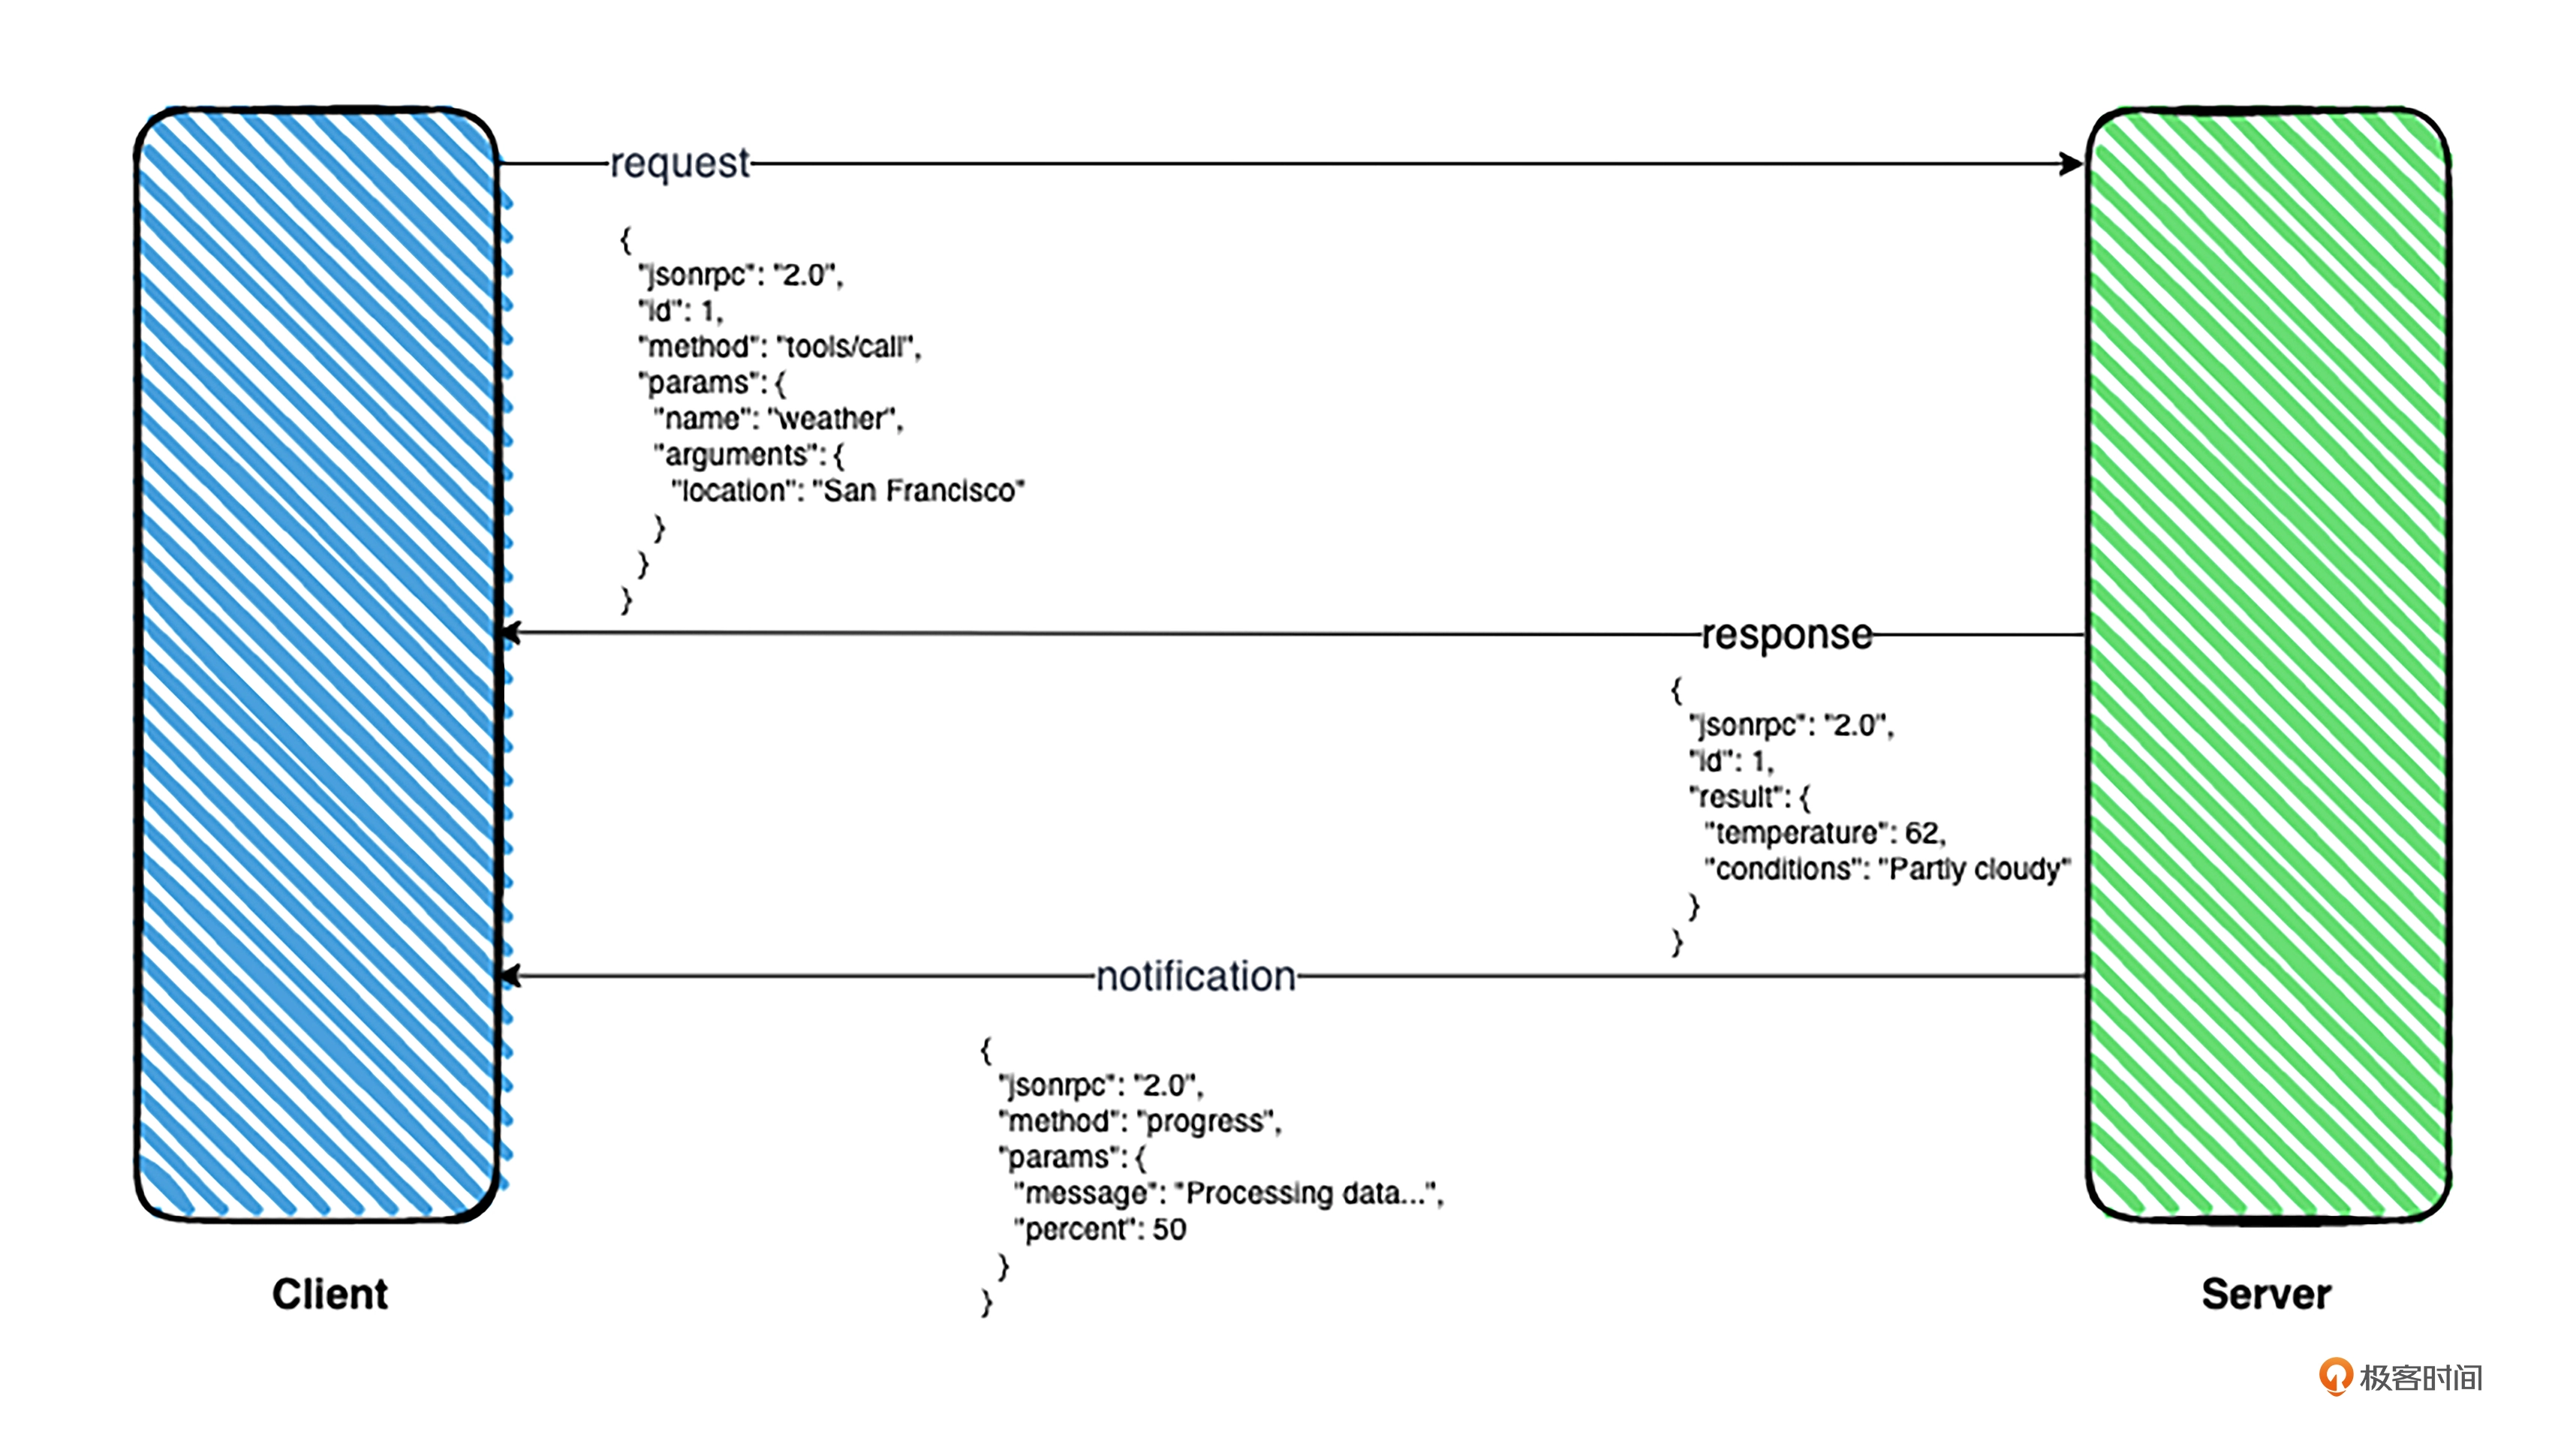 request
{
"jsonrpc": "2.0",
"id": 1,
"method": "tools/call",
"params": {
"name": "weather",
"arguments": {
"location": "San Francisco"
}
}
}
response
{
"jsonrpc": "2.0",
"id": 1,
"result": {
"temperature": 62,
"conditions": "Partly cloudy"
}
}
notification
{
"jsonrpc": "2.0",
"method": "progress",
"params": {
"message": "Processing data...",
"percent": 50
}
}
Client
Server
极客时间